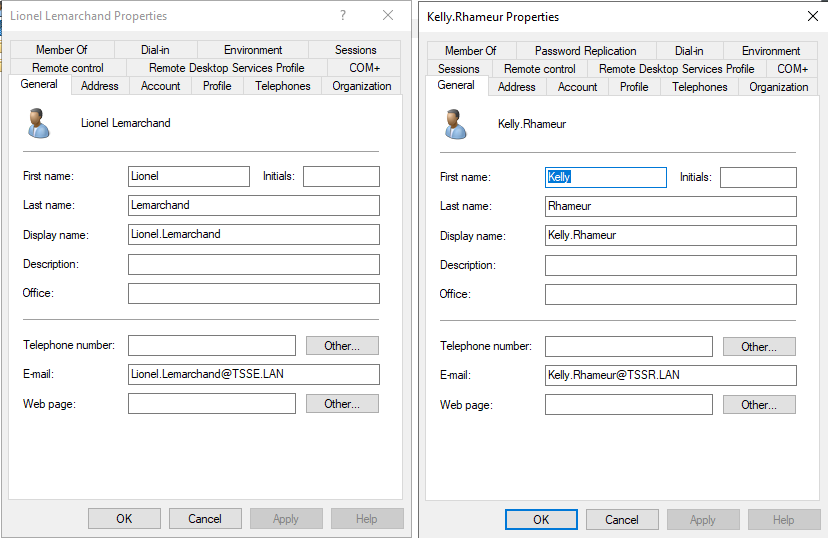 Lionel Lemarchand Properties ?
Member Of Dial-in Environment Sessions
Remote control Remote Desktop Services Profile COM+
General Address Account Profile Telephones Organization
Lionel Lemarchand
First name: Lionel Initials:
Last name: Lemarchand
Display name: Lionel.Lemarchand
Description:
Office:
Telephone number: Other...
E-mail: Lionel.Lemarchand@TSSE.LAN
Web page: Other...
OK Cancel Apply Help
Kelly.Rhameur Properties
Member Of Password Replication Dial-in Environment
Sessions Remote control Remote Desktop Services Profile COM+
General Address Account Profile Telephones Organization
Kelly.Rhameur
First name: Kelly Initials:
Last name: Rhameur
Display name: Kelly.Rhameur
Description:
Office:
Telephone number: Other...
E-mail: Kelly.Rhameur@TSSR.LAN
Web page: Other...
OK Cancel Apply Help